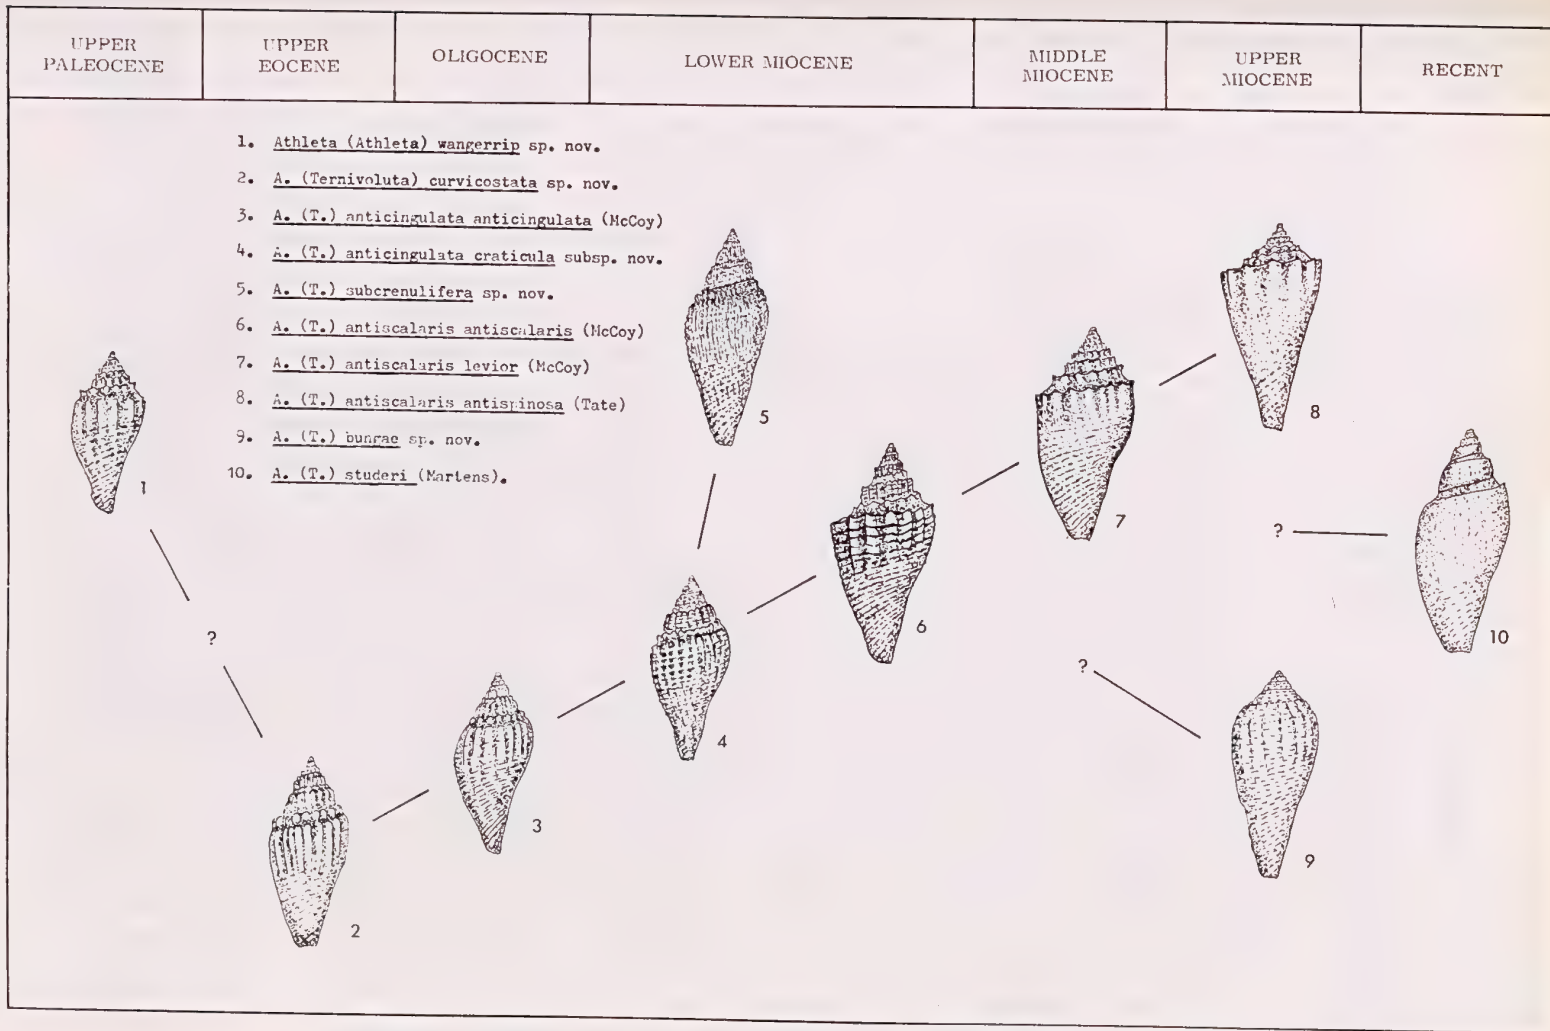 UPPER
PALEOCENE
UPPER
EOCENE
OLIGOCENE
LOWER MIOCENE
MIDDLE
MIOCENE
UPPER
MIOCENE
RECENT
1. Athleta (Athleta) wangerrip sp. nov.
2. A. (Ternivoluta) curvicostata sp. nov.
3. A. (T.) anticingulata anticingulata (McCoy)
4. A. (T.) anticingulata craticula subsp. nov.
5. A. (T.) subcrenulifera sp. nov.
6. A. (T.) antiscalaris antiscalaris (McCoy)
7. A. (T.) antiscalaris levior (McCoy)
8. A. (T.) antiscalaris antispinosa (Tate)
9. A. (T.) bungae sp. nov.
10. A. (T.) studeri (Martens).
1
?
2
3
4
5
6
7
8
?
?
9
10